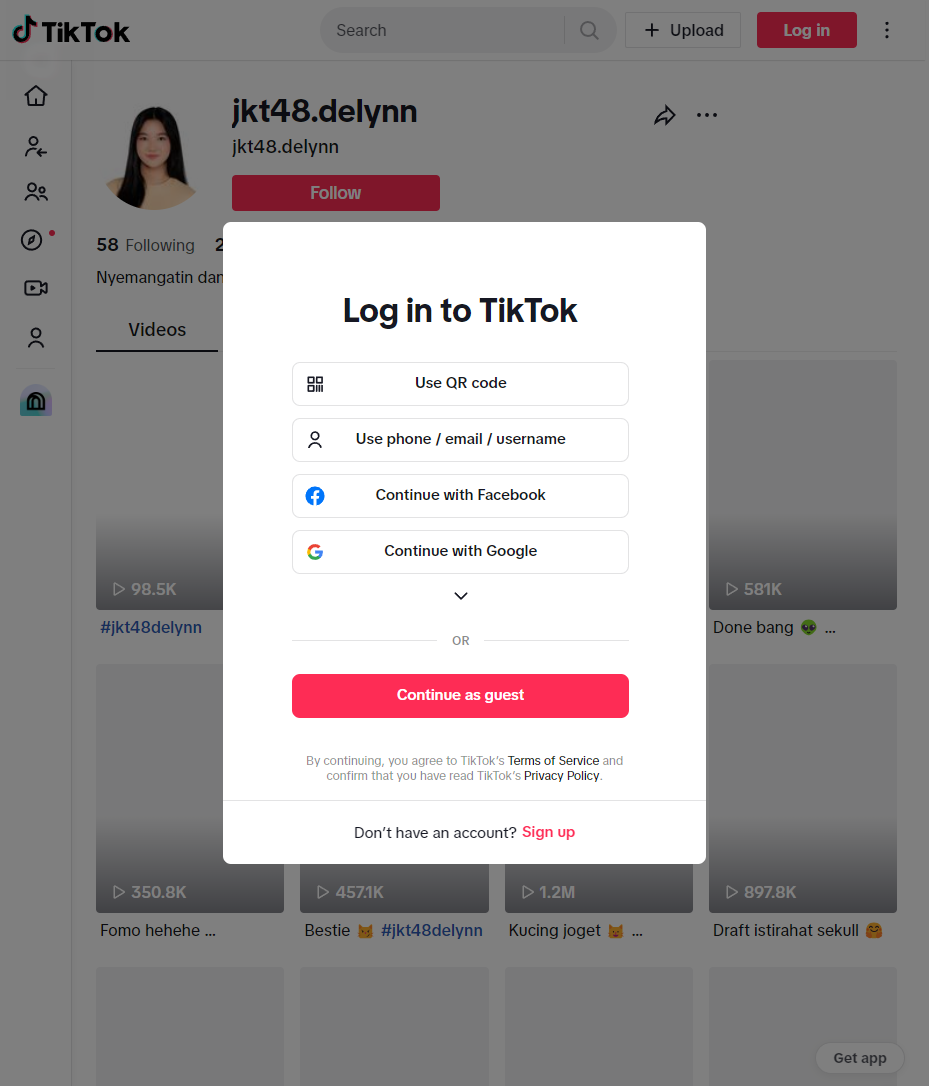 TikTok
Search
Upload
Log in
jkt48.delynn
jkt48.delynn
Follow
58 Following
Nyemangatin
Videos
Log in to TikTok
Use QR code
Use phone / email / username
Continue with Facebook
Continue with Google
OR
Continue as guest
By continuing, you agree to TikTok's Terms of Service and
confirm that you have read TikTok's Privacy Policy.
Don't have an account? Sign up
98.5K
581K
#jkt48delynn
Done bang 👽 ...
350.8K
457.1K
1.2M
897.8K
Fomo hehehe ...
Bestie 😼 #jkt48delynn
Kucing joget 😺 ...
Draft istirahat sekull 🤗
Get app